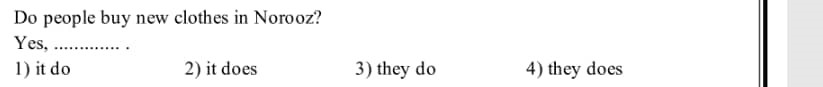 Do people buy new clothes in Norooz?
Yes, ............. .
1) it do 2) it does 3) they do 4) they does